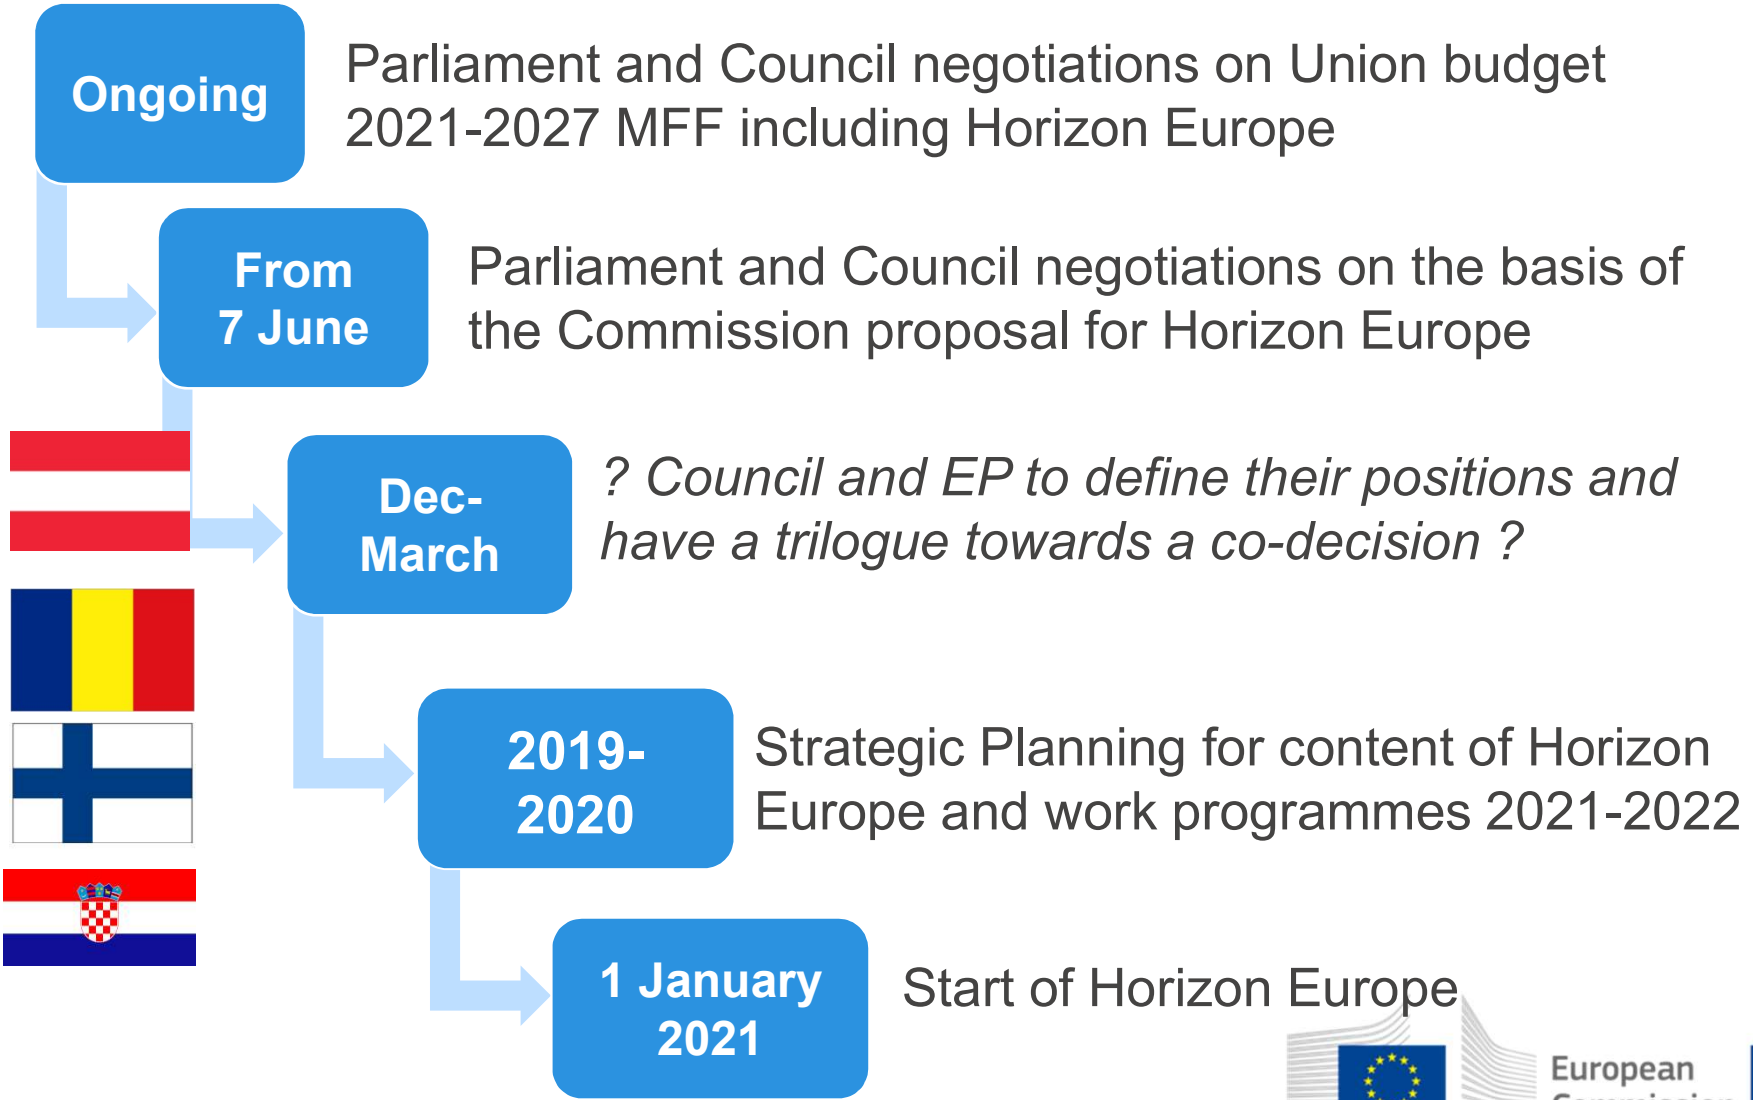 Ongoing
Parliament and Council negotiations on Union budget
2021-2027 MFF including Horizon Europe
From
7 June
Parliament and Council negotiations on the basis of
the Commission proposal for Horizon Europe
Dec-
March
? Council and EP to define their positions and
have a trilogue towards a co-decision ?
2019-
2020
Strategic Planning for content of Horizon
Europe and work programmes 2021-2022
1 January
2021
Start of Horizon Europe
European
Commission